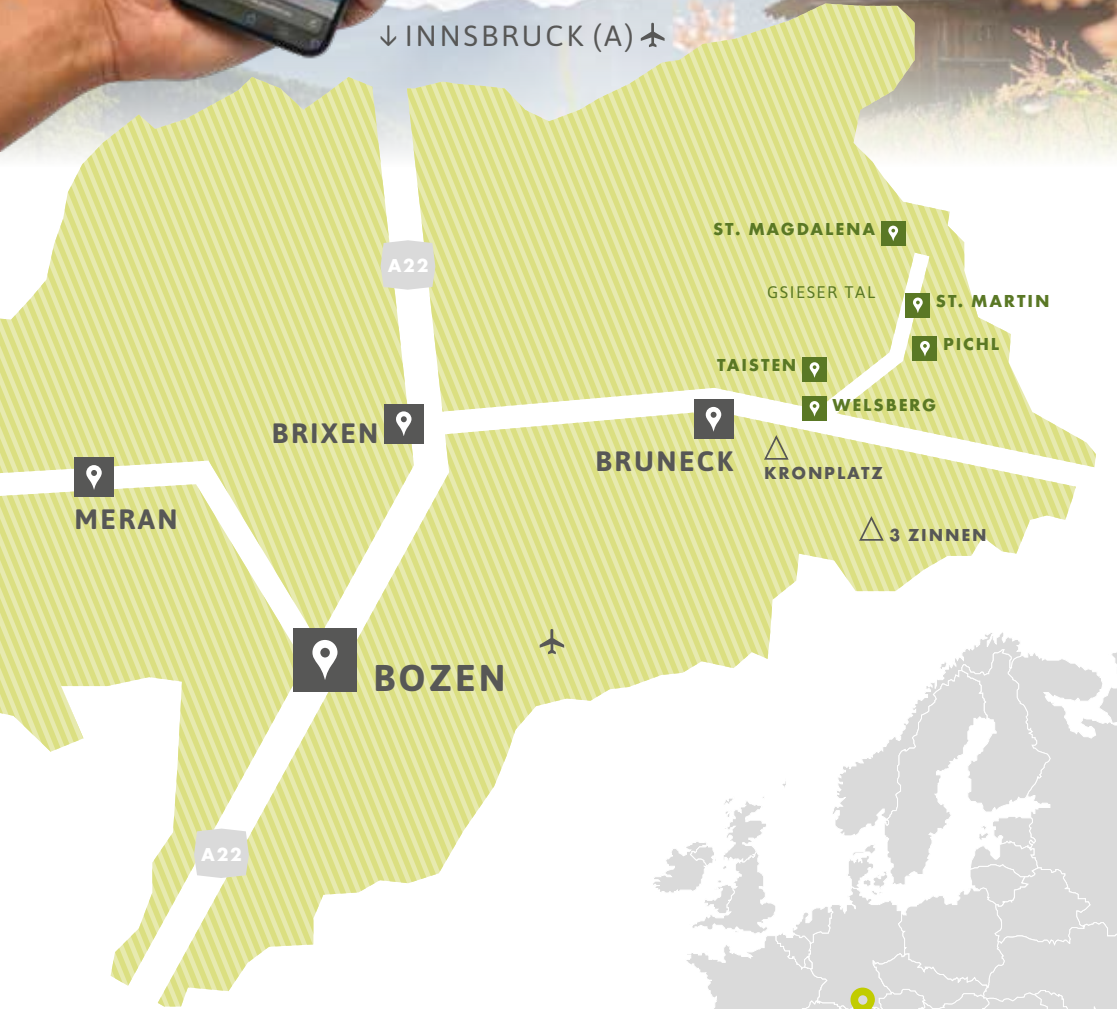 ↓ INNSBRUCK (A)
A22
ST. MAGDALENA
GSIESER TAL
ST. MARTIN
PICHL
TAISTEN
WELSBERG
BRIXEN
BRUNECK
KRONPLATZ
MERAN
3 ZINNEN
BOZEN
A22